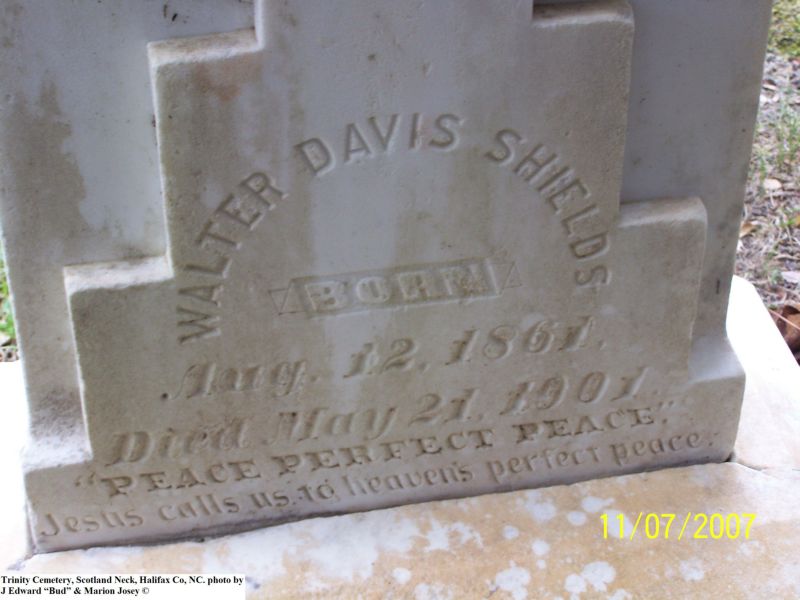 WALTER DAVIS SHIELDS
BORN
Aug. 12, 1861.
Died May 21, 1901.
"PEACE PERFECT PEACE."
Jesus calls us to heaven's perfect peace.
11/07/2007
Trinity Cemetery, Scotland Neck, Halifax Co, NC. photo by
J Edward “Bud” & Marion Josey ©